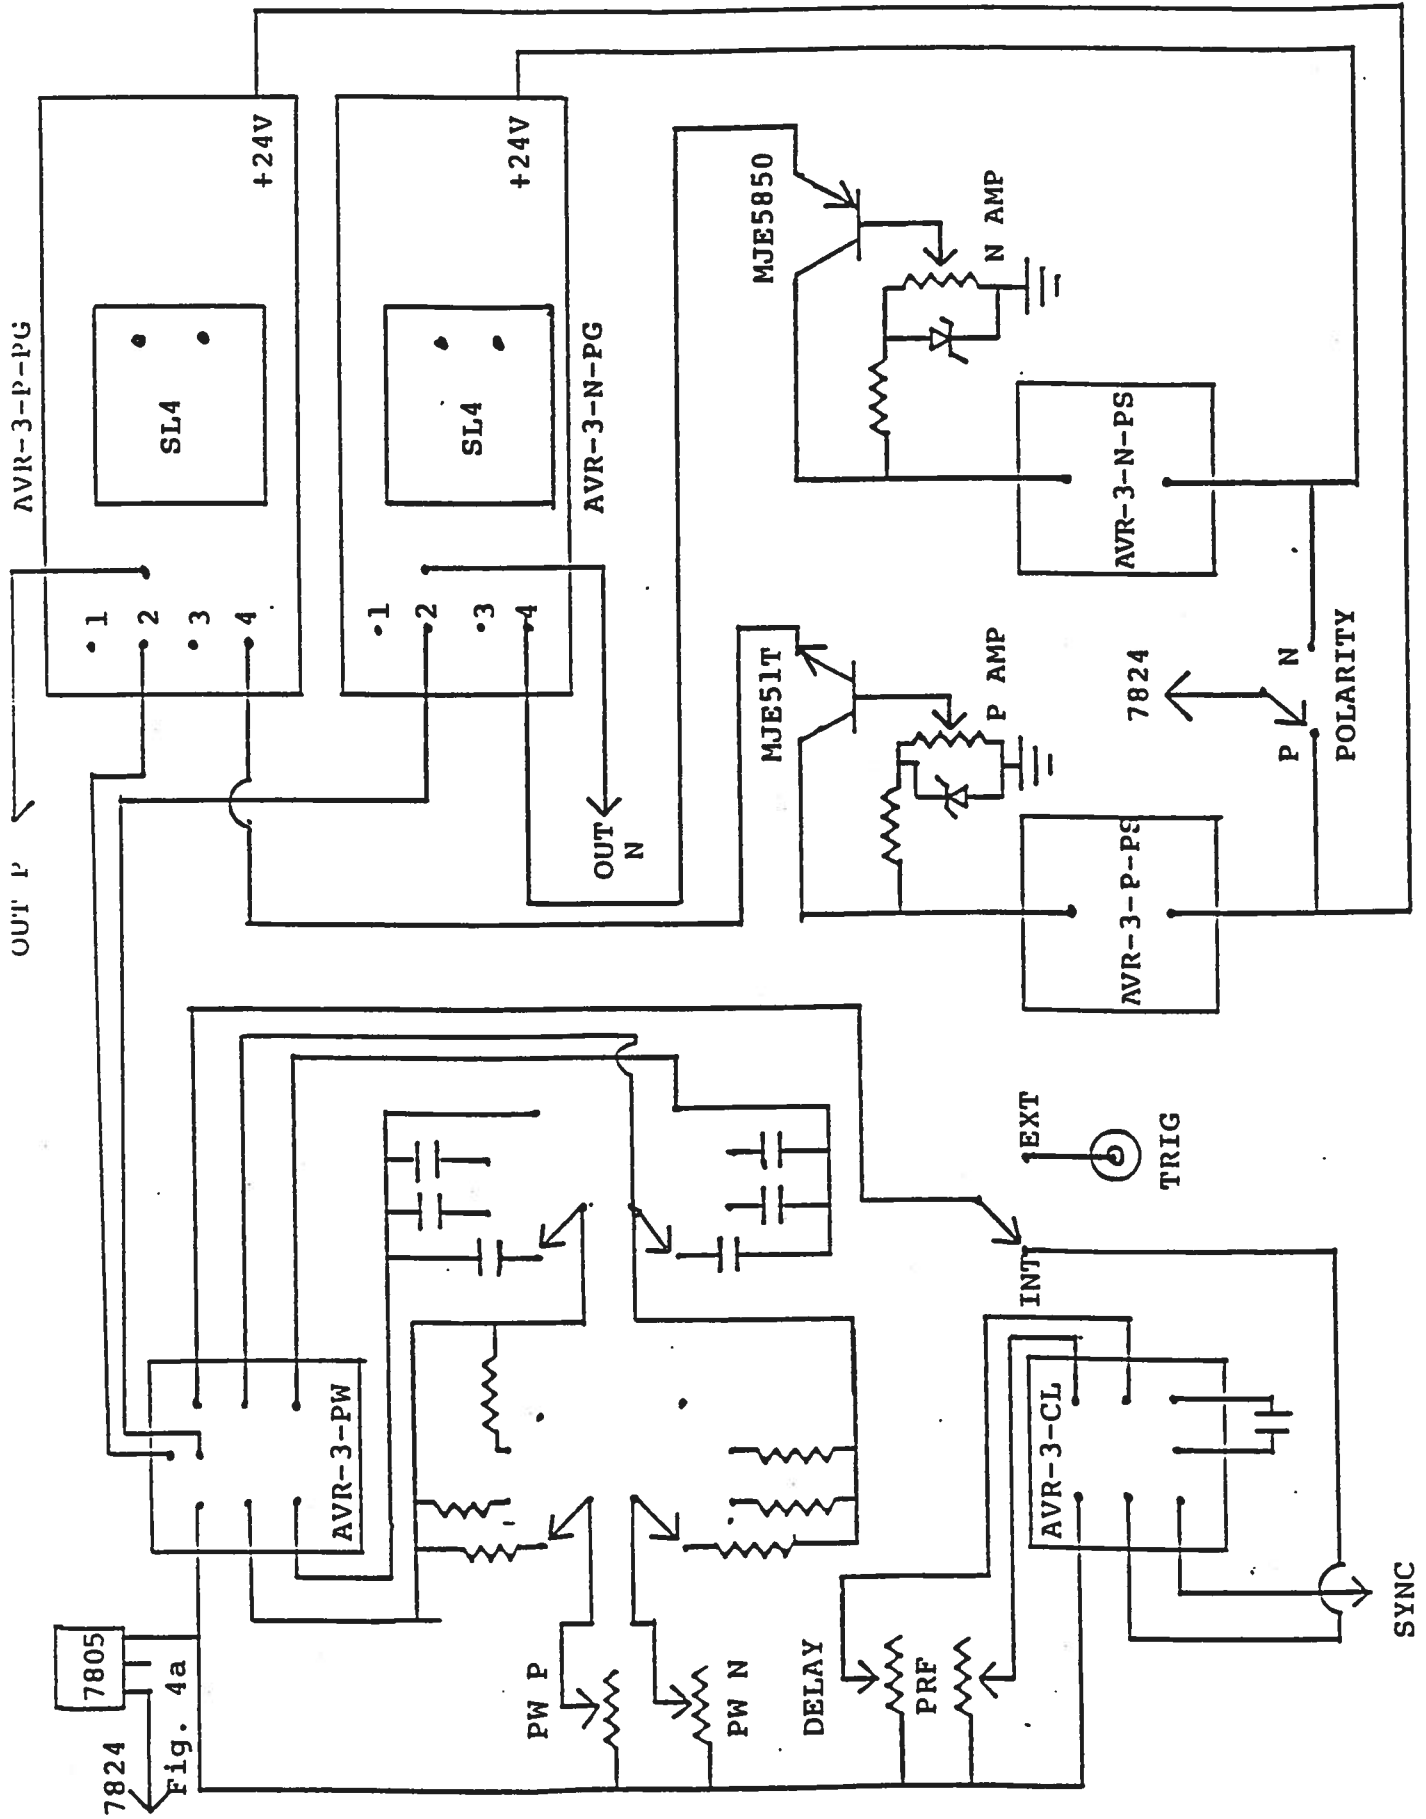 7824
Fig. 4a
7805
AVR-3-PW
PW P
PW N
DELAY
PRF
AVR-3-CL
SYNC
INT
EXT
TRIG
OUT P
AVR-3-P-PG
1
2
3
4
SL4
+24V
AVR-3-N-PG
1
2
3
4
SL4
+24V
OUT
N
MJE51T
P AMP
AVR-3-P-PS
MJE5850
N AMP
AVR-3-N-PS
7824
P
N
POLARITY